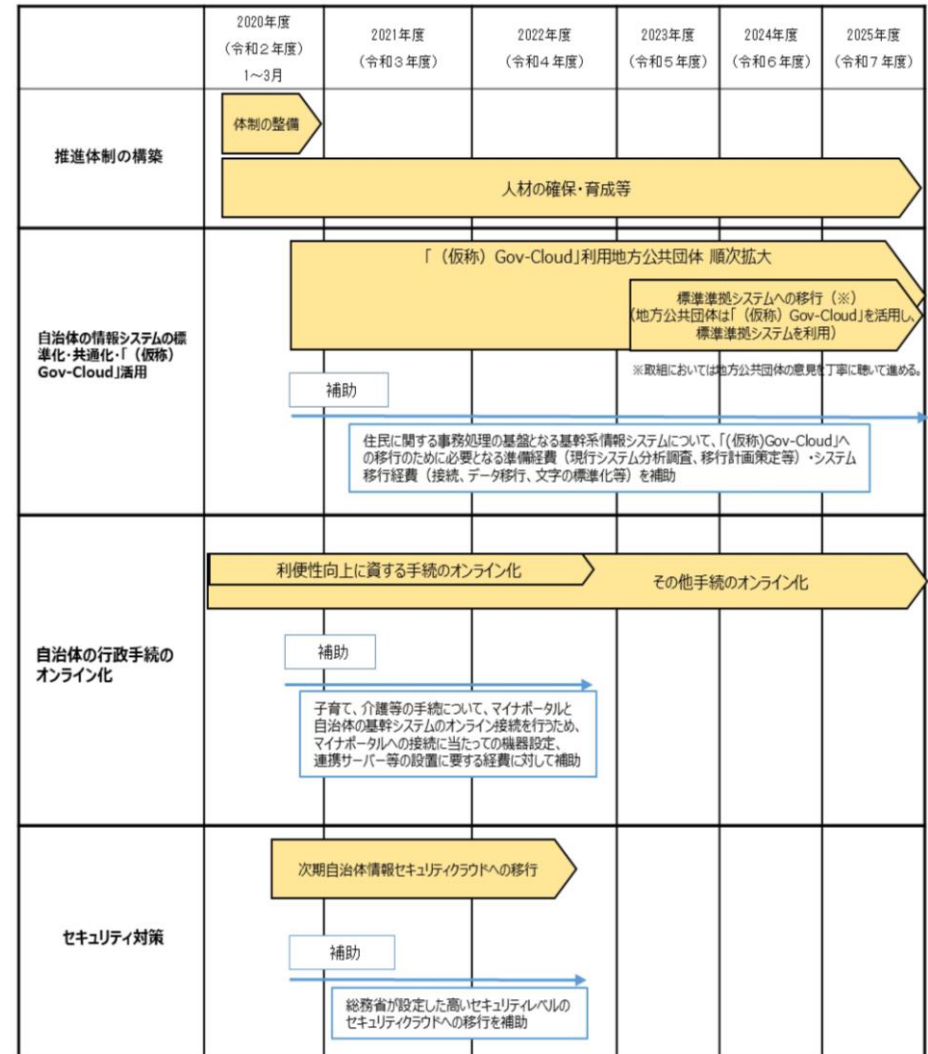 2020年度
（令和２年度）
1～3月
2021年度
（令和３年度）
2022年度
（令和４年度）
2023年度
（令和５年度）
2024年度
（令和６年度）
2025年度
（令和７年度）
推進体制の構築
体制の整備
人材の確保・育成等
自治体の情報システムの標
準化・共通化・「（仮称）
Gov-Cloud」活用
「（仮称）Gov-Cloud」利用地方公共団体 順次拡大
標準準拠システムへの移行（※）
（地方公共団体は「（仮称）Gov-Cloud」を活用し、
標準準拠システムを利用）
※取組においては地方公共団体の意見を丁寧に聴いて進める。
補助
住民に関する事務処理の基盤となる基幹系情報システムについて、「(仮称)Gov-Cloud」へ
の移行のために必要となる準備経費（現行システム分析調査、移行計画策定等）・システム
移行経費（接続、データ移行、文字の標準化等）を補助
自治体の行政手続の
オンライン化
利便性向上に資する手続のオンライン化
その他手続のオンライン化
補助
子育て、介護等の手続について、マイナポータルと
自治体の基幹システムのオンライン接続を行うため、
マイナポータルへの接続に当たっての機器設定、
連携サーバー等の設置に要する経費に対して補助
セキュリティ対策
次期自治体情報セキュリティクラウドへの移行
補助
総務省が設定した高いセキュリティレベルの
セキュリティクラウドへの移行を補助